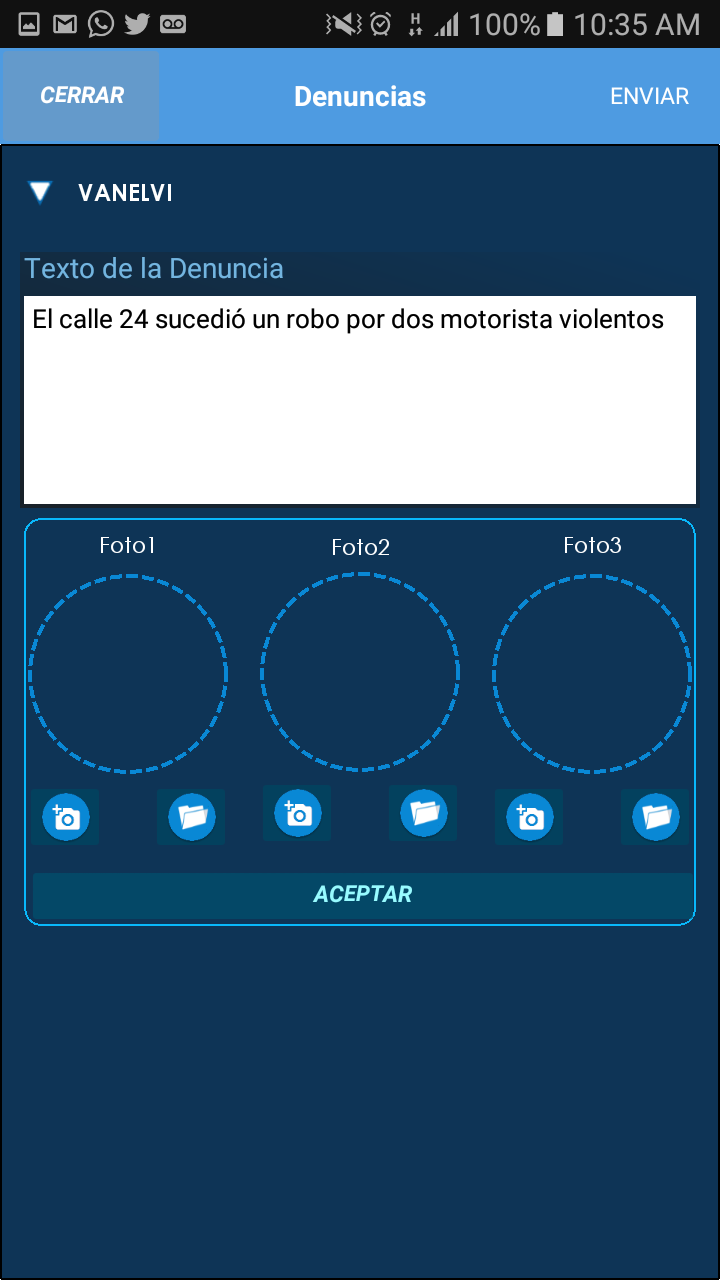 H 100% 10:35 AM
CERRAR Denuncias ENVIAR
VANELVI
Texto de la Denuncia
El calle 24 sucedió un robo por dos motorista violentos
Foto1 Foto2 Foto3
ACEPTAR